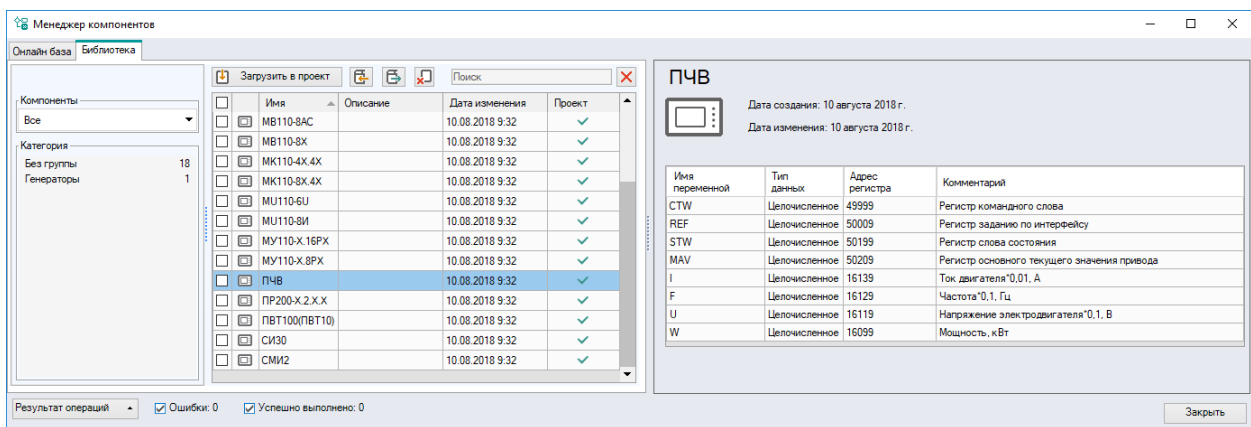 Менеджер компонентов
Онлайн база Библиотека
Компоненты
Все
Категория
Без группы 18
Генераторы 1
Загрузить в проект Поиск
Имя Описание Дата изменения Проект
МВ110-8АС 10.08.2018 9:32
МВ110-8Х 10.08.2018 9:32
МК110-4Х.4Х 10.08.2018 9:32
МК110-8Х.4Х 10.08.2018 9:32
МU110-6U 10.08.2018 9:32
МU110-8И 10.08.2018 9:32
МУ110-Х.16РХ 10.08.2018 9:32
МУ110-Х.8РХ 10.08.2018 9:32
ПЧВ 10.08.2018 9:32
ПР200-Х.2.Х.Х 10.08.2018 9:32
ПВТ100(ПВТ10) 10.08.2018 9:32
СИ30 10.08.2018 9:32
СМИ2 10.08.2018 9:32
ПЧВ
Дата создания: 10 августа 2018 г.
Дата изменения: 10 августа 2018 г.
Имя переменной Тип данных Адрес регистра Комментарий
CTW Целочисленное 49999 Регистр командного слова
REF Целочисленное 50009 Регистр заданию по интерфейсу
STW Целочисленное 50199 Регистр слова состояния
MAV Целочисленное 50209 Регистр основного текущего значения привода
I Целочисленное 16139 Ток двигателя*0,01, А
F Целочисленное 16129 Частота*0,1, Гц
U Целочисленное 16119 Напряжение электродвигателя*0,1, В
W Целочисленное 16099 Мощность, кВт
Результат операций Ошибки: 0 Успешно выполнено: 0
Закрыть